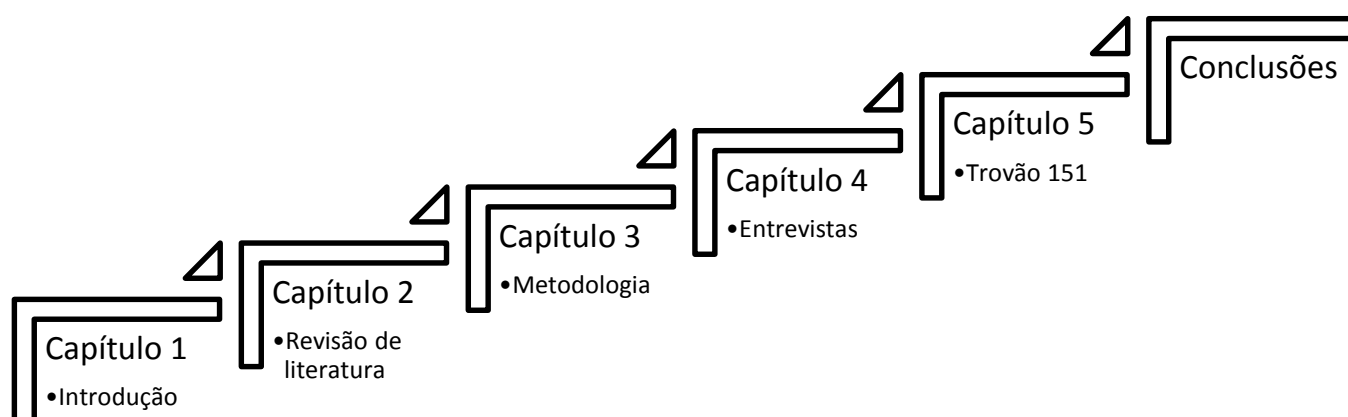 Capítulo 1
•Introdução
Capítulo 2
•Revisão de
literatura
Capítulo 3
•Metodologia
Capítulo 4
•Entrevistas
Capítulo 5
•Trovão 151
Conclusões